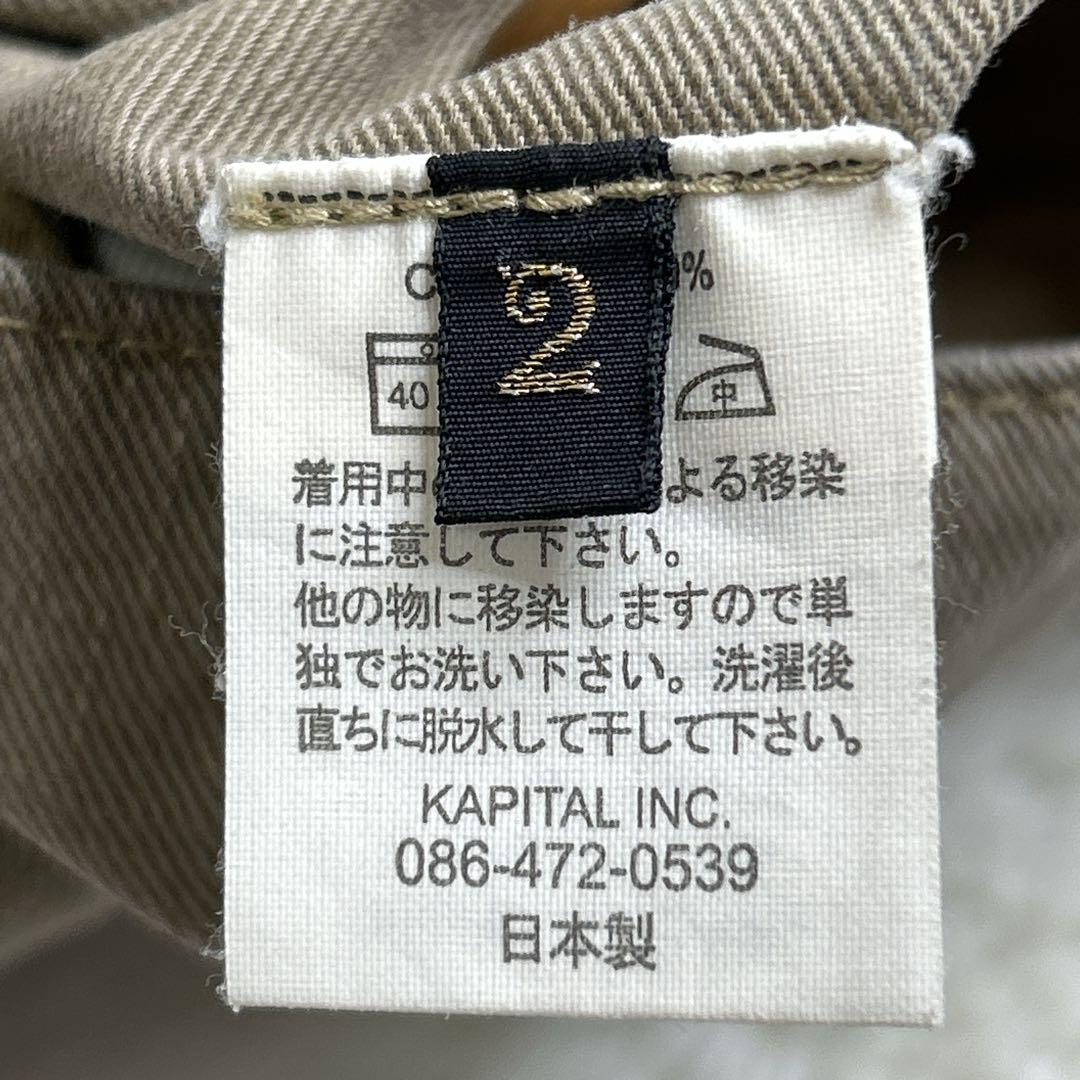 2
%
40
中
着用中 よる移染
に注意して下さい。
他の物に移染しますので単
独でお洗い下さい。洗濯後
直ちに脱水して干して下さい。
KAPITAL INC.
086-472-0539
日本製